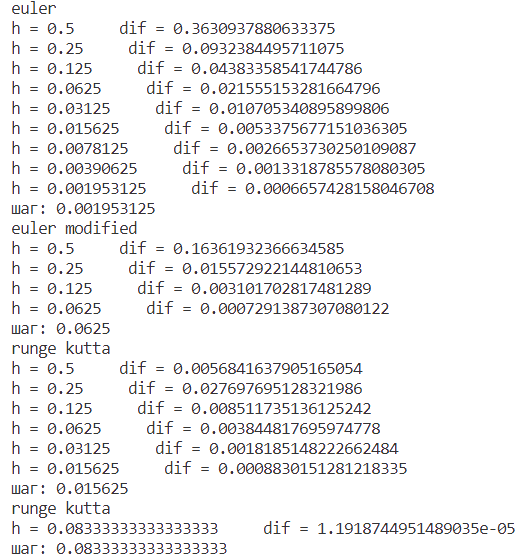 euler
h = 0.5 dif = 0.3630937880633375
h = 0.25 dif = 0.0932384495711075
h = 0.125 dif = 0.04383358541744786
h = 0.0625 dif = 0.021555153281664796
h = 0.03125 dif = 0.010705340895899806
h = 0.015625 dif = 0.0053375677151036305
h = 0.0078125 dif = 0.0026653730250109087
h = 0.00390625 dif = 0.0013318785578080305
h = 0.001953125 dif = 0.0006657428158046708
шаг: 0.001953125
euler modified
h = 0.5 dif = 0.16361932366634585
h = 0.25 dif = 0.015572922144810653
h = 0.125 dif = 0.003101702817481289
h = 0.0625 dif = 0.0007291387307080122
шаг: 0.0625
runge kutta
h = 0.5 dif = 0.0056841637905165054
h = 0.25 dif = 0.027697695128321986
h = 0.125 dif = 0.008511735136125242
h = 0.0625 dif = 0.003844817695974778
h = 0.03125 dif = 0.0018185148222662484
h = 0.015625 dif = 0.0008830151281218335
шаг: 0.015625
runge kutta
h = 0.08333333333333333 dif = 1.1918744951489035e-05
шаг: 0.08333333333333333